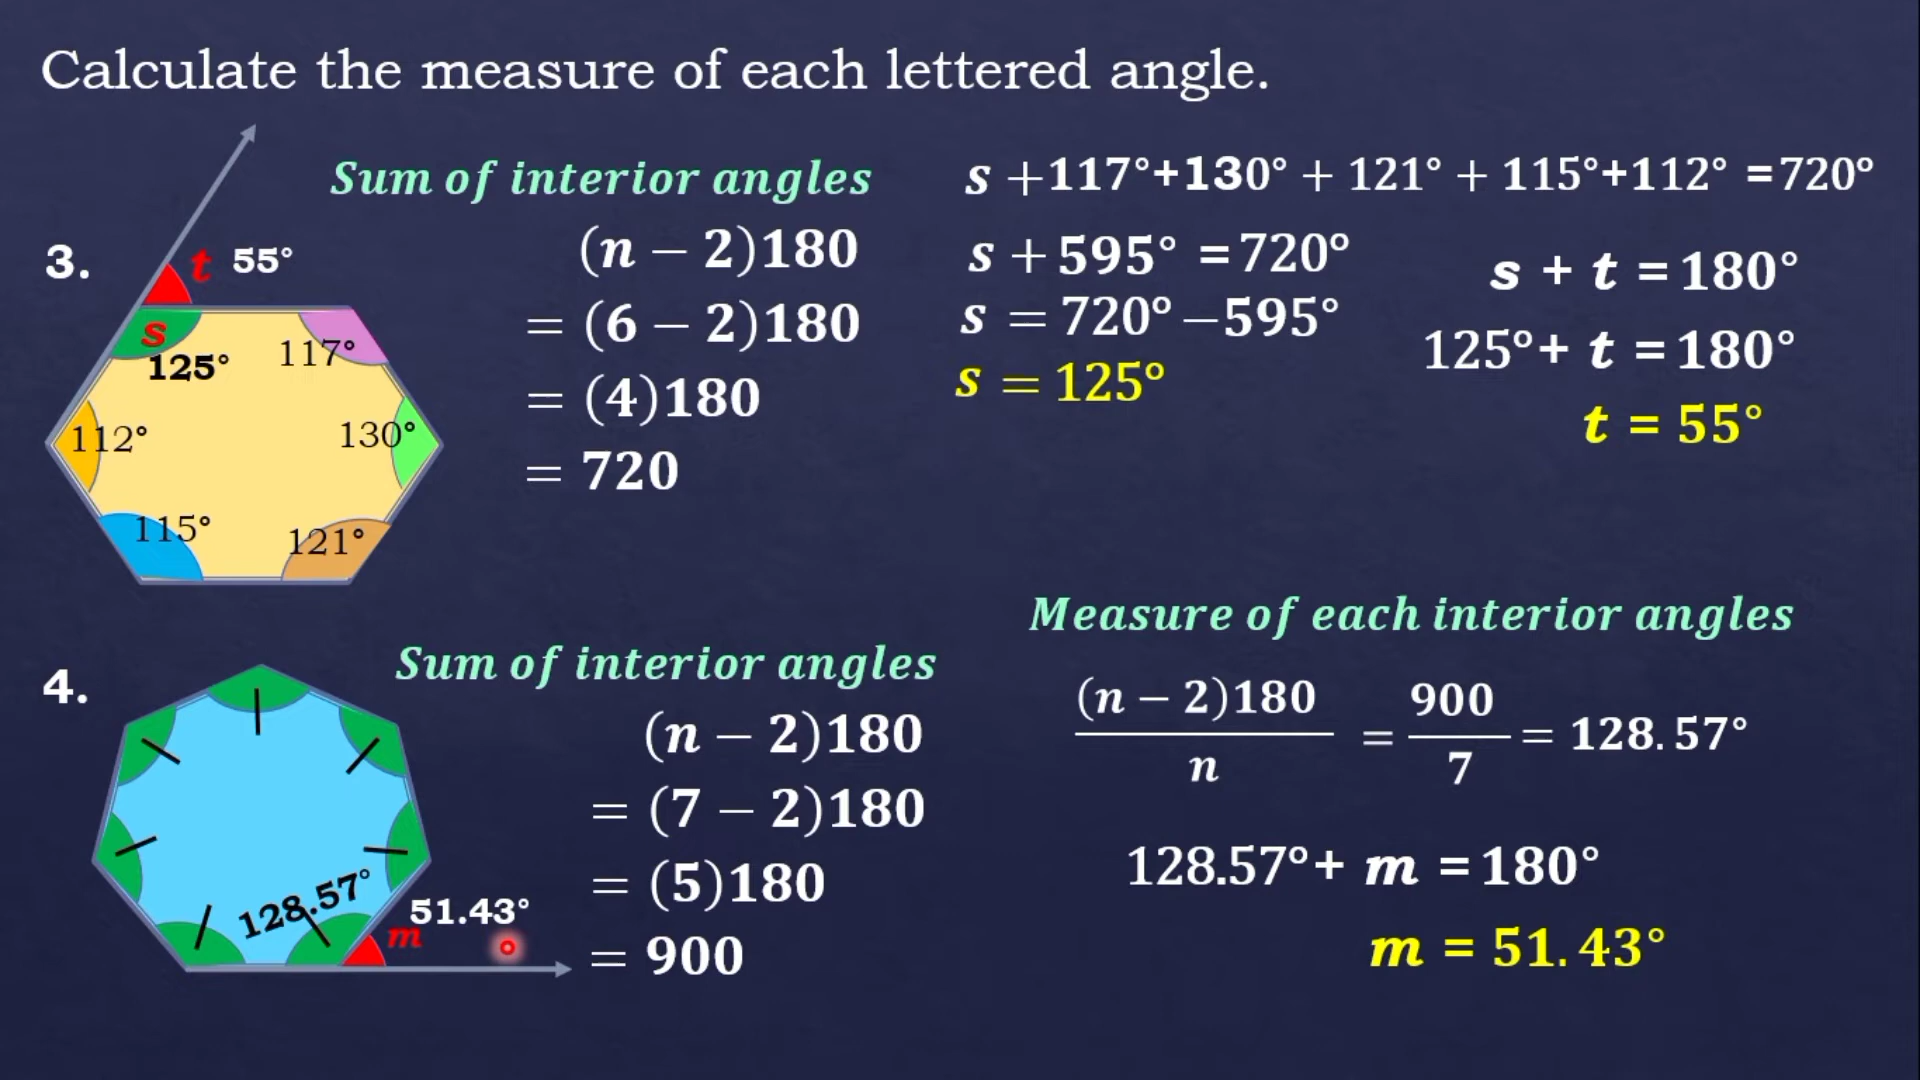 Calculate the measure of each lettered angle.
3.
t 55°
s
125°
117°
112°
130°
115°
121°
Sum of interior angles
(n − 2)180
= (6 − 2)180
= (4)180
= 720
s +117°+130° + 121° + 115°+112° =720°
s +595° =720°
s = 720° −595°
s = 125°
s + t =180°
125°+ t =180°
t = 55°
4.
128.57°
51.43°
m
Sum of interior angles
(n − 2)180
= (7 − 2)180
= (5)180
= 900
Measure of each interior angles
(n − 2)180
n
= 900
7
= 128.57°
128.57°+ m =180°
m = 51.43°